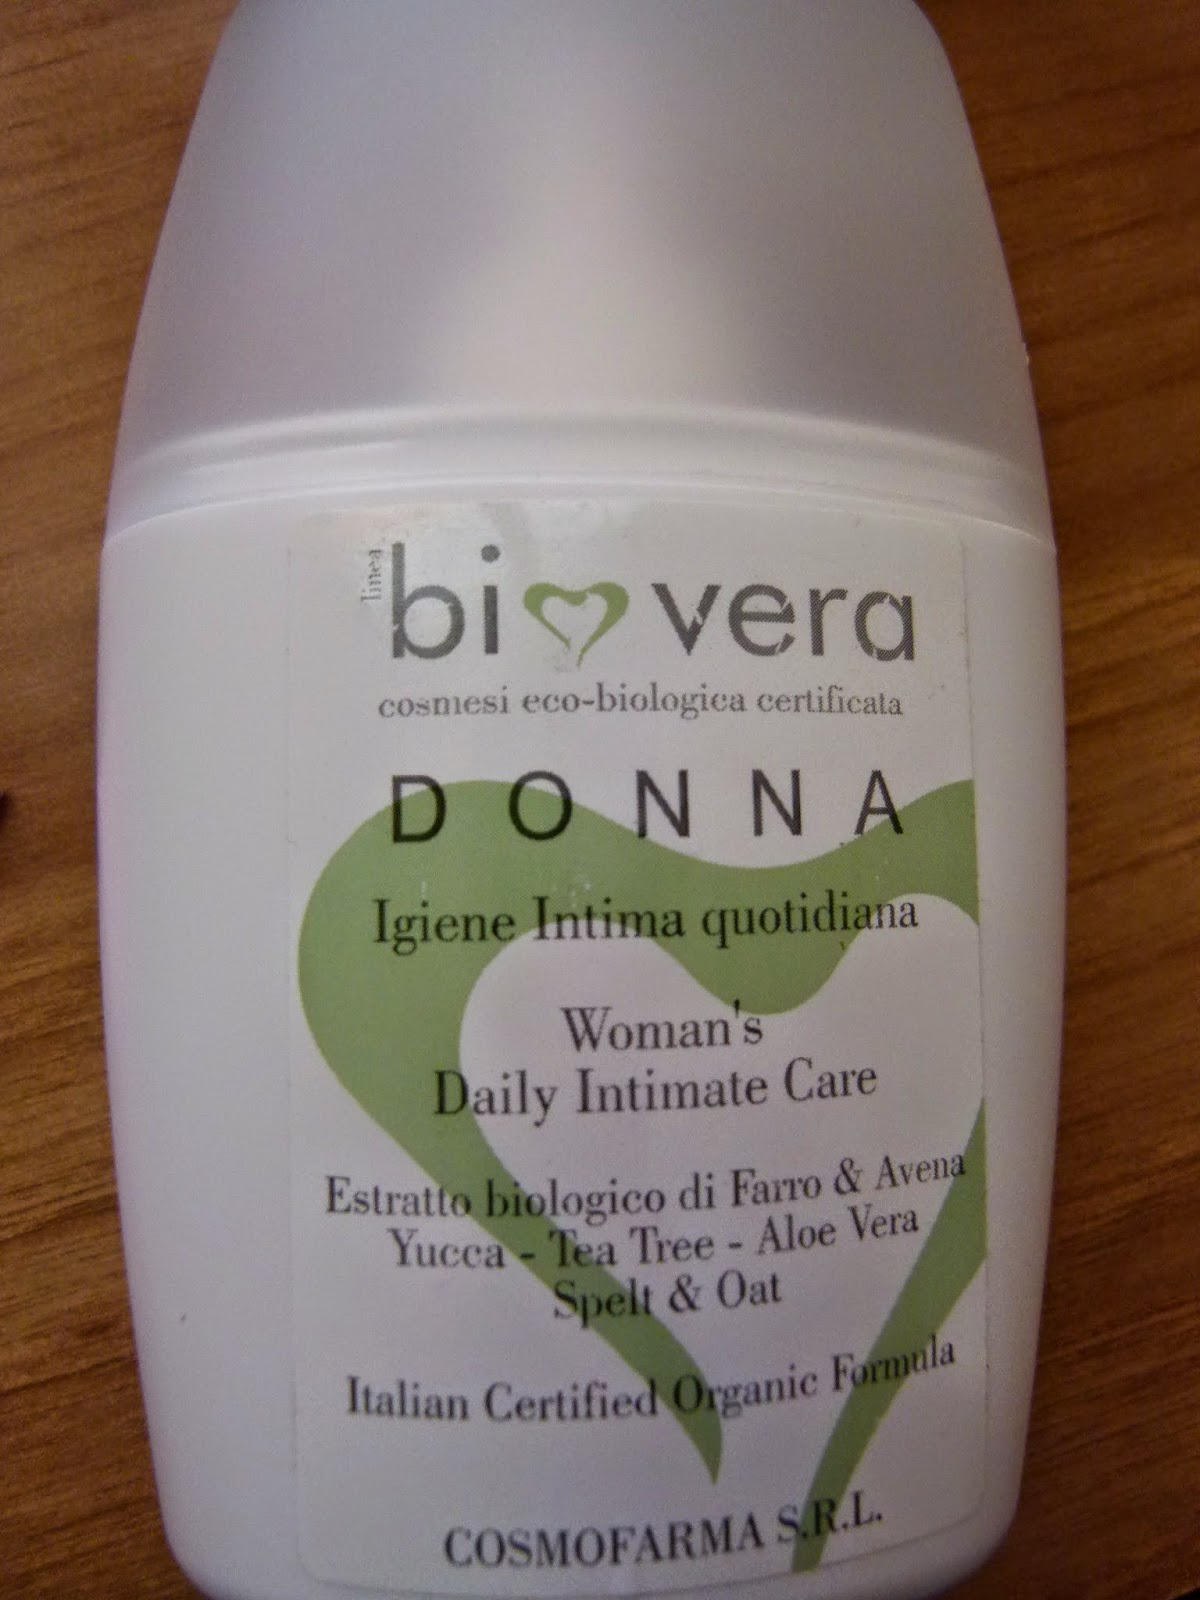 linea
bio vera
cosmesi eco-biologica certificata
DONNA
Igiene Intima quotidiana
Woman's
Daily Intimate Care
Estratto biologico di Farro & Avena
Yucca - Tea Tree - Aloe Vera
Spelt & Oat
Italian Certified Organic Formula
COSMOFARMA S.R.L.